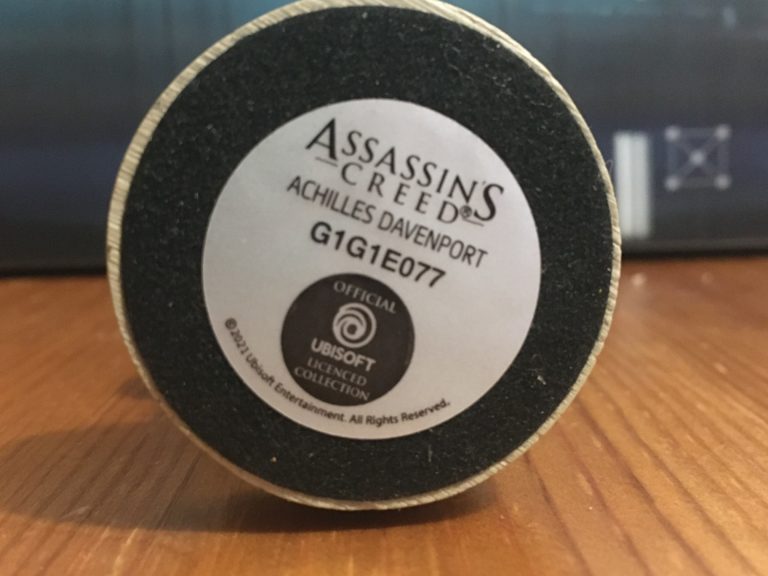 ASSASSIN'S
CREED®
ACHILLES DAVENPORT
G1G1E077
OFFICIAL
UBISOFT
LICENCED
COLLECTION
©2021 Ubisoft Entertainment. All Rights Reserved.